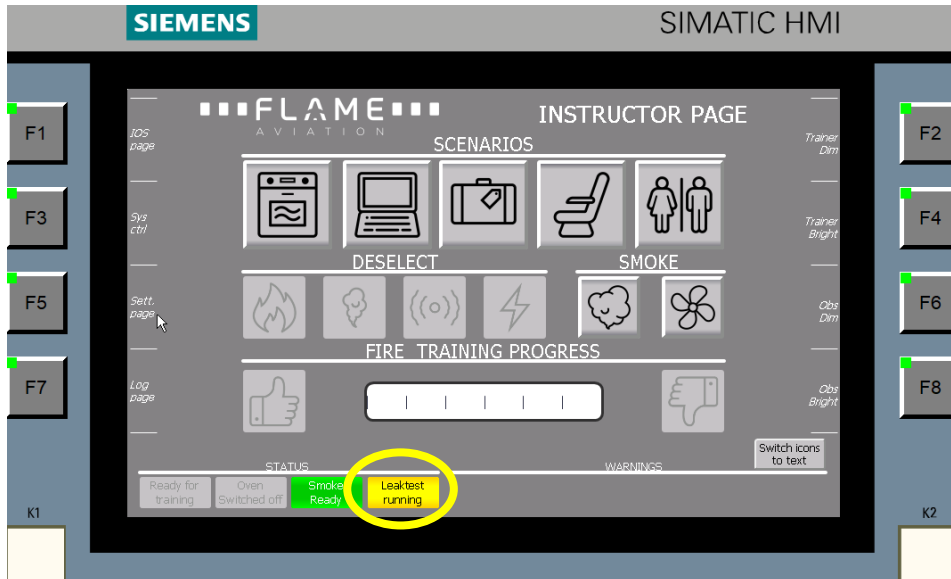 SIEMENS
SIMATIC HMI
F1
F3
F5
F7
K1
IOS
page
Sys
ctrl
Sett.
page
Log
page
FLAME
AVIATION
INSTRUCTOR PAGE
SCENARIOS
DESELECT
SMOKE
FIRE TRAINING PROGRESS
Trainer
Dim
Trainer
Bright
Obs
Dim
Obs
Bright
Switch icons
to text
STATUS
WARNINGS
Ready for
training
Oven
Switched off
Smoke
Ready
Leaktest
running
F2
F4
F6
F8
K2